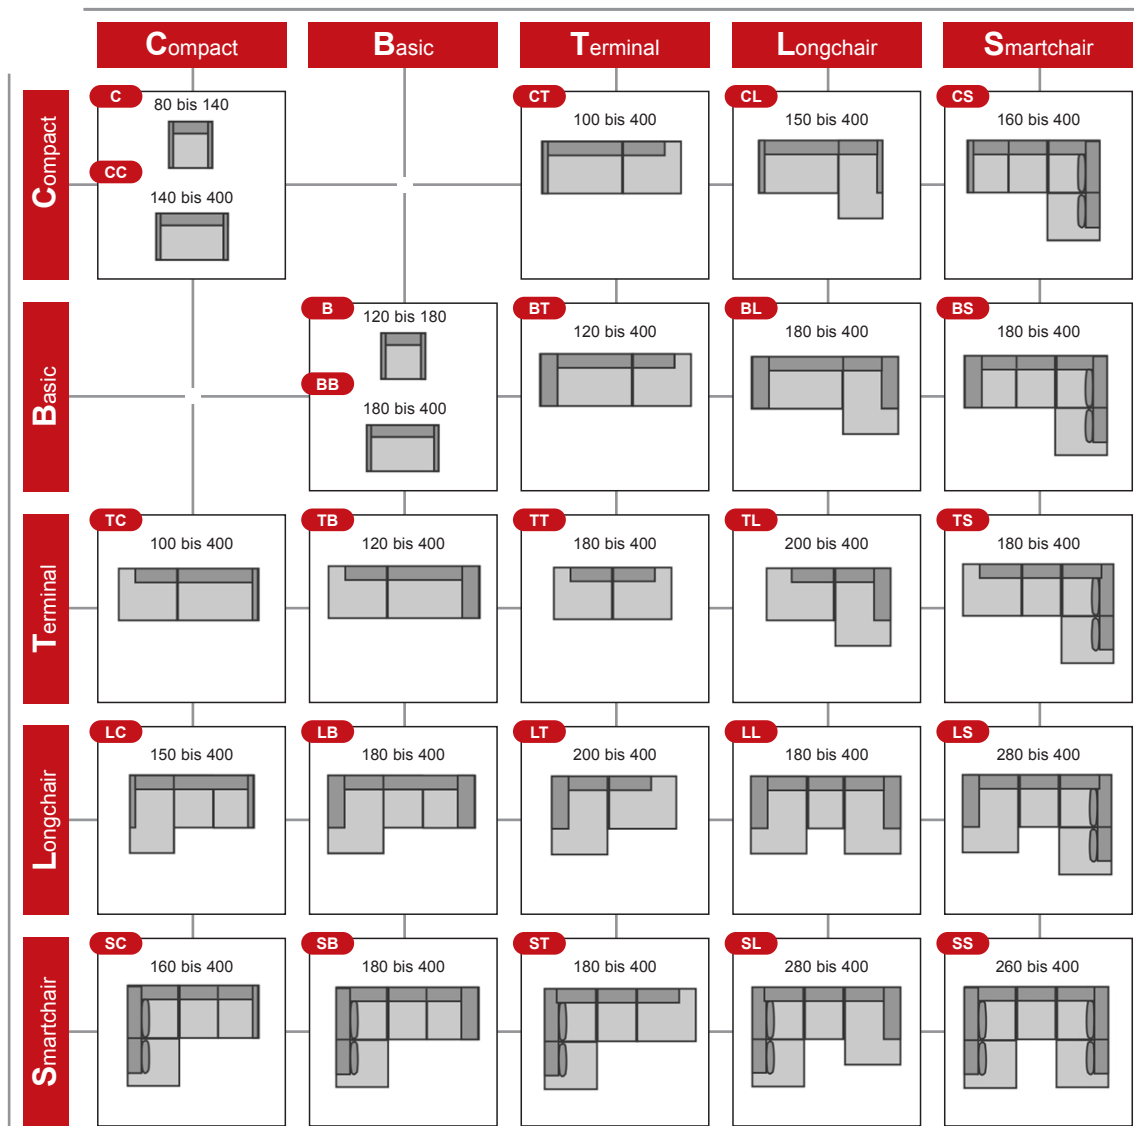 Compact
Basic
Terminal
Longchair
Smartchair
Compact
C
80 bis 140
CC
140 bis 400
CT
100 bis 400
CL
150 bis 400
CS
160 bis 400
Basic
B
120 bis 180
BB
180 bis 400
BT
120 bis 400
BL
180 bis 400
BS
180 bis 400
Terminal
TC
100 bis 400
TB
120 bis 400
TT
180 bis 400
TL
200 bis 400
TS
180 bis 400
Longchair
LC
150 bis 400
LB
180 bis 400
LT
200 bis 400
LL
180 bis 400
LS
280 bis 400
Smartchair
SC
160 bis 400
SB
180 bis 400
ST
180 bis 400
SL
280 bis 400
SS
260 bis 400